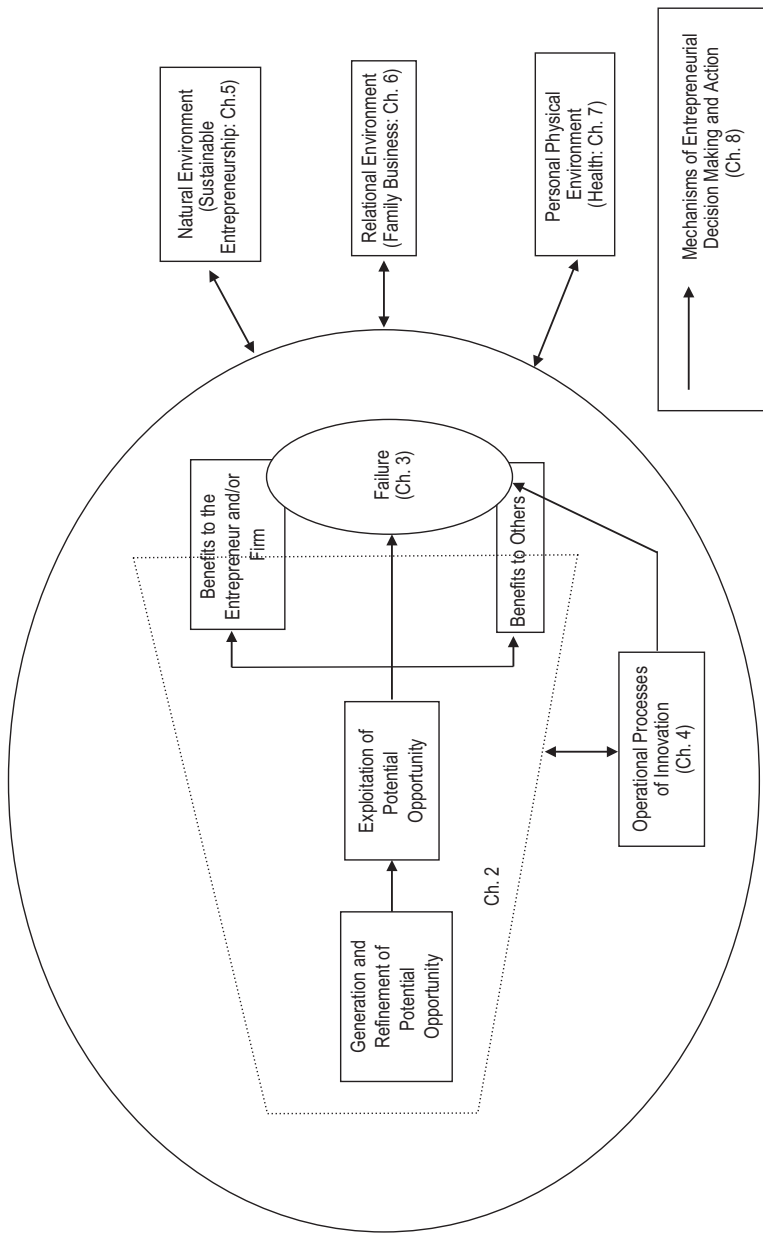 Generation and
Refinement of
Potential
Opportunity
Exploitation of
Potential
Opportunity
Ch. 2
Benefits to the
Entrepreneur and/or
Firm
Failure
(Ch. 3)
Benefits to Others
Operational Processes
of Innovation
(Ch. 4)
Natural Environment
(Sustainable
Entrepreneurship: Ch.5)
Relational Environment
(Family Business: Ch. 6)
Personal Physical
Environment
(Health: Ch. 7)
Mechanisms of Entrepreneurial
Decision Making and Action
(Ch. 8)